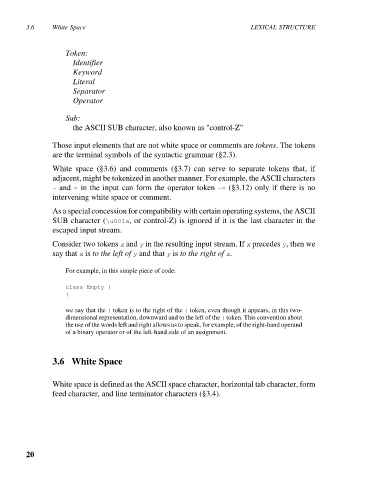 3.6 White Space LEXICAL STRUCTURE
Token:
Identifier
Keyword
Literal
Separator
Operator
Sub:
the ASCII SUB character, also known as "control-Z"
Those input elements that are not white space or comments are tokens. The tokens
are the terminal symbols of the syntactic grammar (§2.3).
White space (§3.6) and comments (§3.7) can serve to separate tokens that, if
adjacent, might be tokenized in another manner. For example, the ASCII characters
- and = in the input can form the operator token -= (§3.12) only if there is no
intervening white space or comment.
As a special concession for compatibility with certain operating systems, the ASCII
SUB character (\u001a, or control-Z) is ignored if it is the last character in the
escaped input stream.
Consider two tokens x and y in the resulting input stream. If x precedes y, then we
say that x is to the left of y and that y is to the right of x.
For example, in this simple piece of code:
class Empty {
}
we say that the } token is to the right of the { token, even though it appears, in this two-
dimensional representation, downward and to the left of the { token. This convention about
the use of the words left and right allows us to speak, for example, of the right-hand operand
of a binary operator or of the left-hand side of an assignment.
3.6 White Space
White space is defined as the ASCII space character, horizontal tab character, form
feed character, and line terminator characters (§3.4).
20